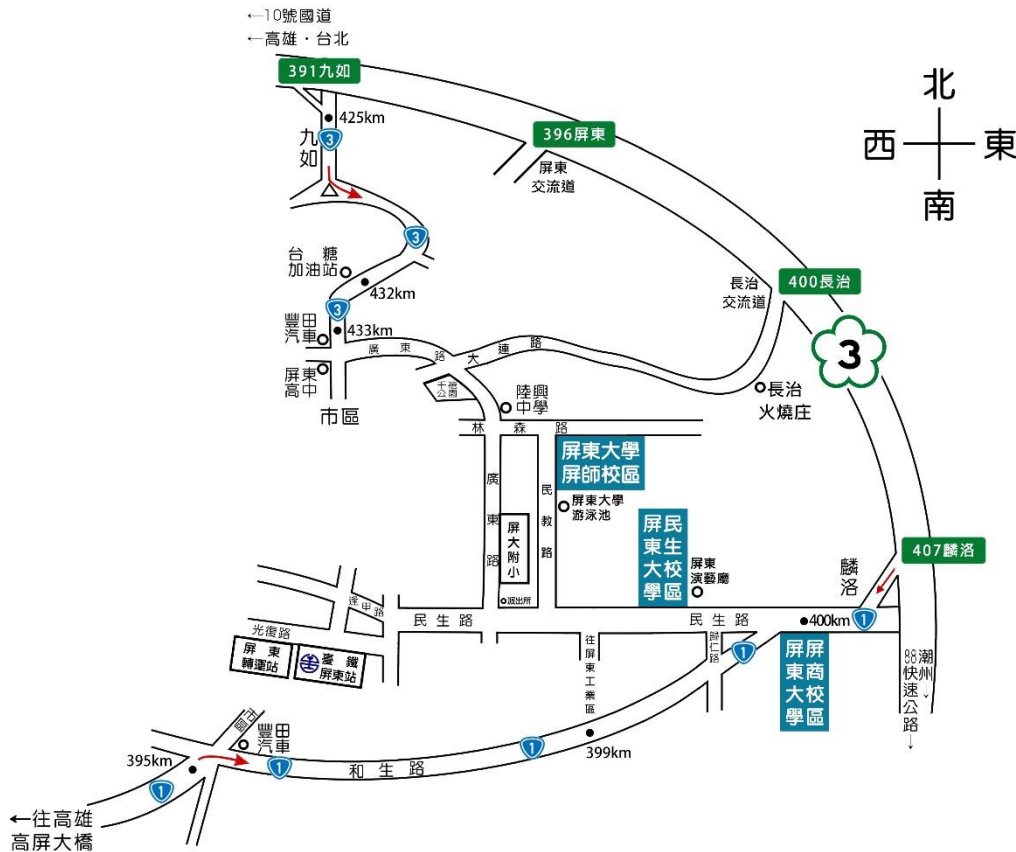 ←10號國道
←高雄・台北
391九如
425km
3
九如
396屏東
屏東
交流道
北
西
東
南
3
台糖
加油站
432km
3
433km
豐田
汽車
屏東
高中
市區
廣東路
大連路
長治
交流道
400長治
3
長治
火燒庄
千禧
公園
陸興
中學
林森路
屏東大學
屏師校區
廣東路
民教路
屏東大學
游泳池
屏大附小
派出所
民生校區
屏東大學
屏東
演藝廳
407麟洛
麟洛
逢甲路
民生路
民生路
400km
1
光復路
屏東
轉運站
臺鐵
屏東站
往屏東工業區
歸仁路
1
屏商校區
屏東大學
潮州↓
88快速公路→
豐田
汽車
395km
1
1
和生路
1
399km
←往高雄
高屏大橋